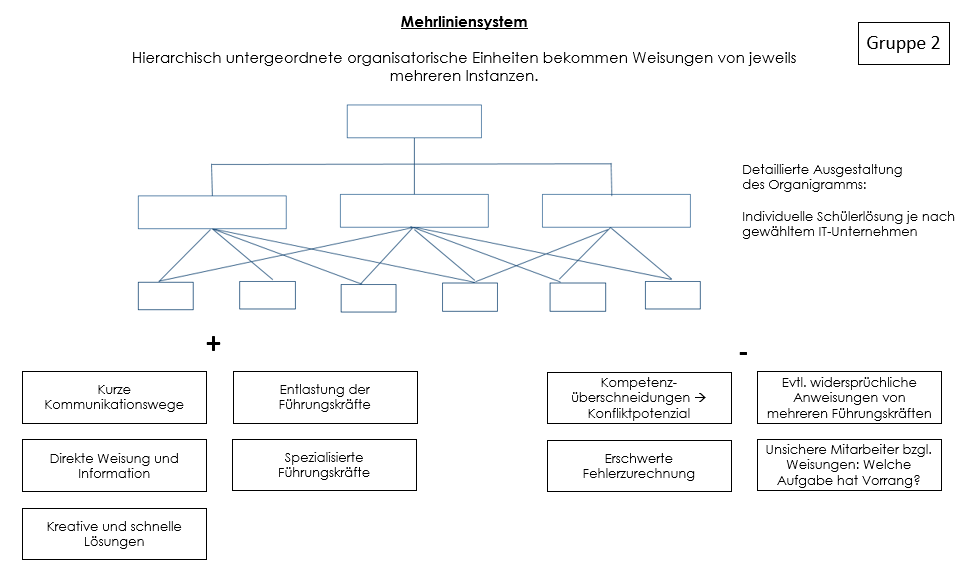 Mehrliniensystem
Gruppe 2
Hierarchisch untergeordnete organisatorische Einheiten bekommen Weisungen von jeweils
mehreren Instanzen.
Detaillierte Ausgestaltung
des Organigramms:
Individuelle Schülerlösung je nach
gewähltem IT-Unternehmen
+
Kurze
Kommunikationswege
Entlastung der
Führungskräfte
Direkte Weisung und
Information
Spezialisierte
Führungskräfte
Kreative und schnelle
Lösungen
-
Kompetenz-
überschneidungen →
Konfliktpotenzial
Evtl. widersprüchliche
Anweisungen von
mehreren Führungskräften
Erschwerte
Fehlerzurechnung
Unsichere Mitarbeiter bzgl.
Weisungen: Welche
Aufgabe hat Vorrang?